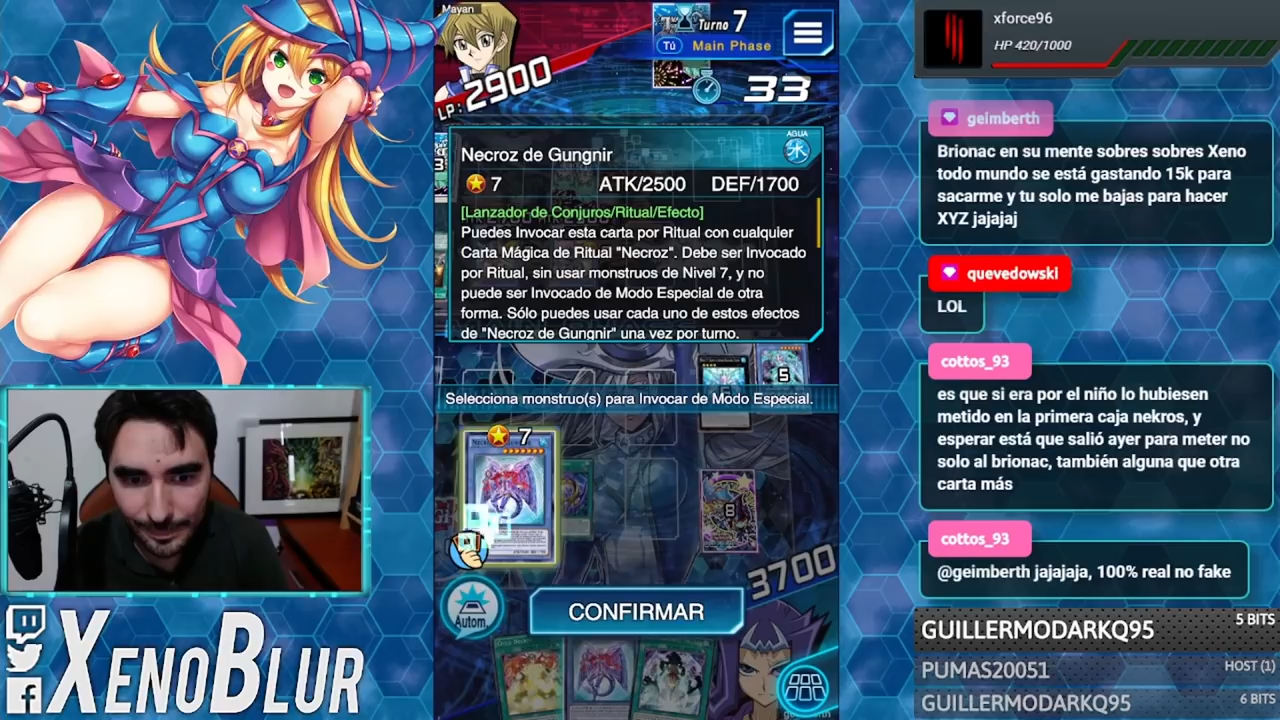 Mayan
Turno 7
Tú Main Phase
LP: 2900
33
Necroz de Gungnir
AGUA
水
7 ATK/2500 DEF/1700
[Lanzador de Conjuros/Ritual/Efecto]
Puedes Invocar esta carta por Ritual con cualquier
Carta Mágica de Ritual "Necroz". Debe ser Invocado
por Ritual, sin usar monstruos de Nivel 7, y no
puede ser Invocado de Modo Especial de otra
forma. Sólo puedes usar cada uno de estos efectos
de "Necroz de Gungnir" una vez por turno.
5
Selecciona monstruo(s) para Invocar de Modo Especial.
7
8
3700
Autom.
CONFIRMAR
xforce96
HP 420/1000
geimberth
Brionac en su mente sobres sobres Xeno
todo mundo se está gastando 15k para
sacarme y tu solo me bajas para hacer
XYZ jajajaj
quevedowski
LOL
cottos_93
es que si era por el niño lo hubiesen
metido en la primera caja nekros, y
esperar está que salió ayer para meter no
solo al brionac, también alguna que otra
carta más
cottos_93
@geimberth jajajaja, 100% real no fake
GUILLERMODARKQ95 5 BITS
PUMAS20051 HOST (1)
GUILLERMODARKQ95 6 BITS
XENOBLUR